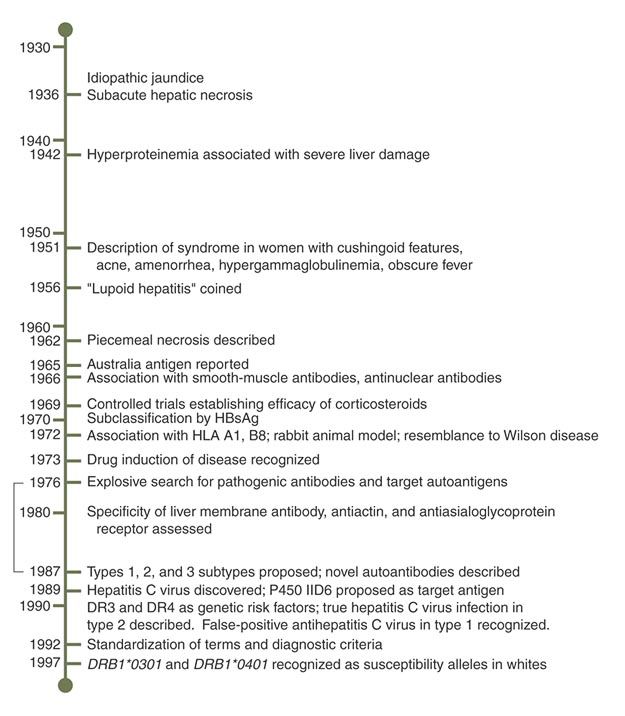 1930
Idiopathic jaundice
1936 Subacute hepatic necrosis
1940
1942 Hyperproteinemia associated with severe liver damage
1950
1951 Description of syndrome in women with cushingoid features,
acne, amenorrhea, hypergammaglobulinemia, obscure fever
1956 "Lupoid hepatitis" coined
1960
1962 Piecemeal necrosis described
1965 Australia antigen reported
1966 Association with smooth-muscle antibodies, antinuclear antibodies
1969 Controlled trials establishing efficacy of corticosteroids
1970 Subclassification by HBsAg
1972 Association with HLA A1, B8; rabbit animal model; resemblance to Wilson disease
1973 Drug induction of disease recognized
1976 Explosive search for pathogenic antibodies and target autoantigens
1980 Specificity of liver membrane antibody, antiactin, and antiasialoglycoprotein
receptor assessed
1987 Types 1, 2, and 3 subtypes proposed; novel autoantibodies described
1989 Hepatitis C virus discovered; P450 IID6 proposed as target antigen
1990 DR3 and DR4 as genetic risk factors; true hepatitis C virus infection in
type 2 described. False-positive antihepatitis C virus in type 1 recognized.
1992 Standardization of terms and diagnostic criteria
1997 DRB1*0301 and DRB1*0401 recognized as susceptibility alleles in whites